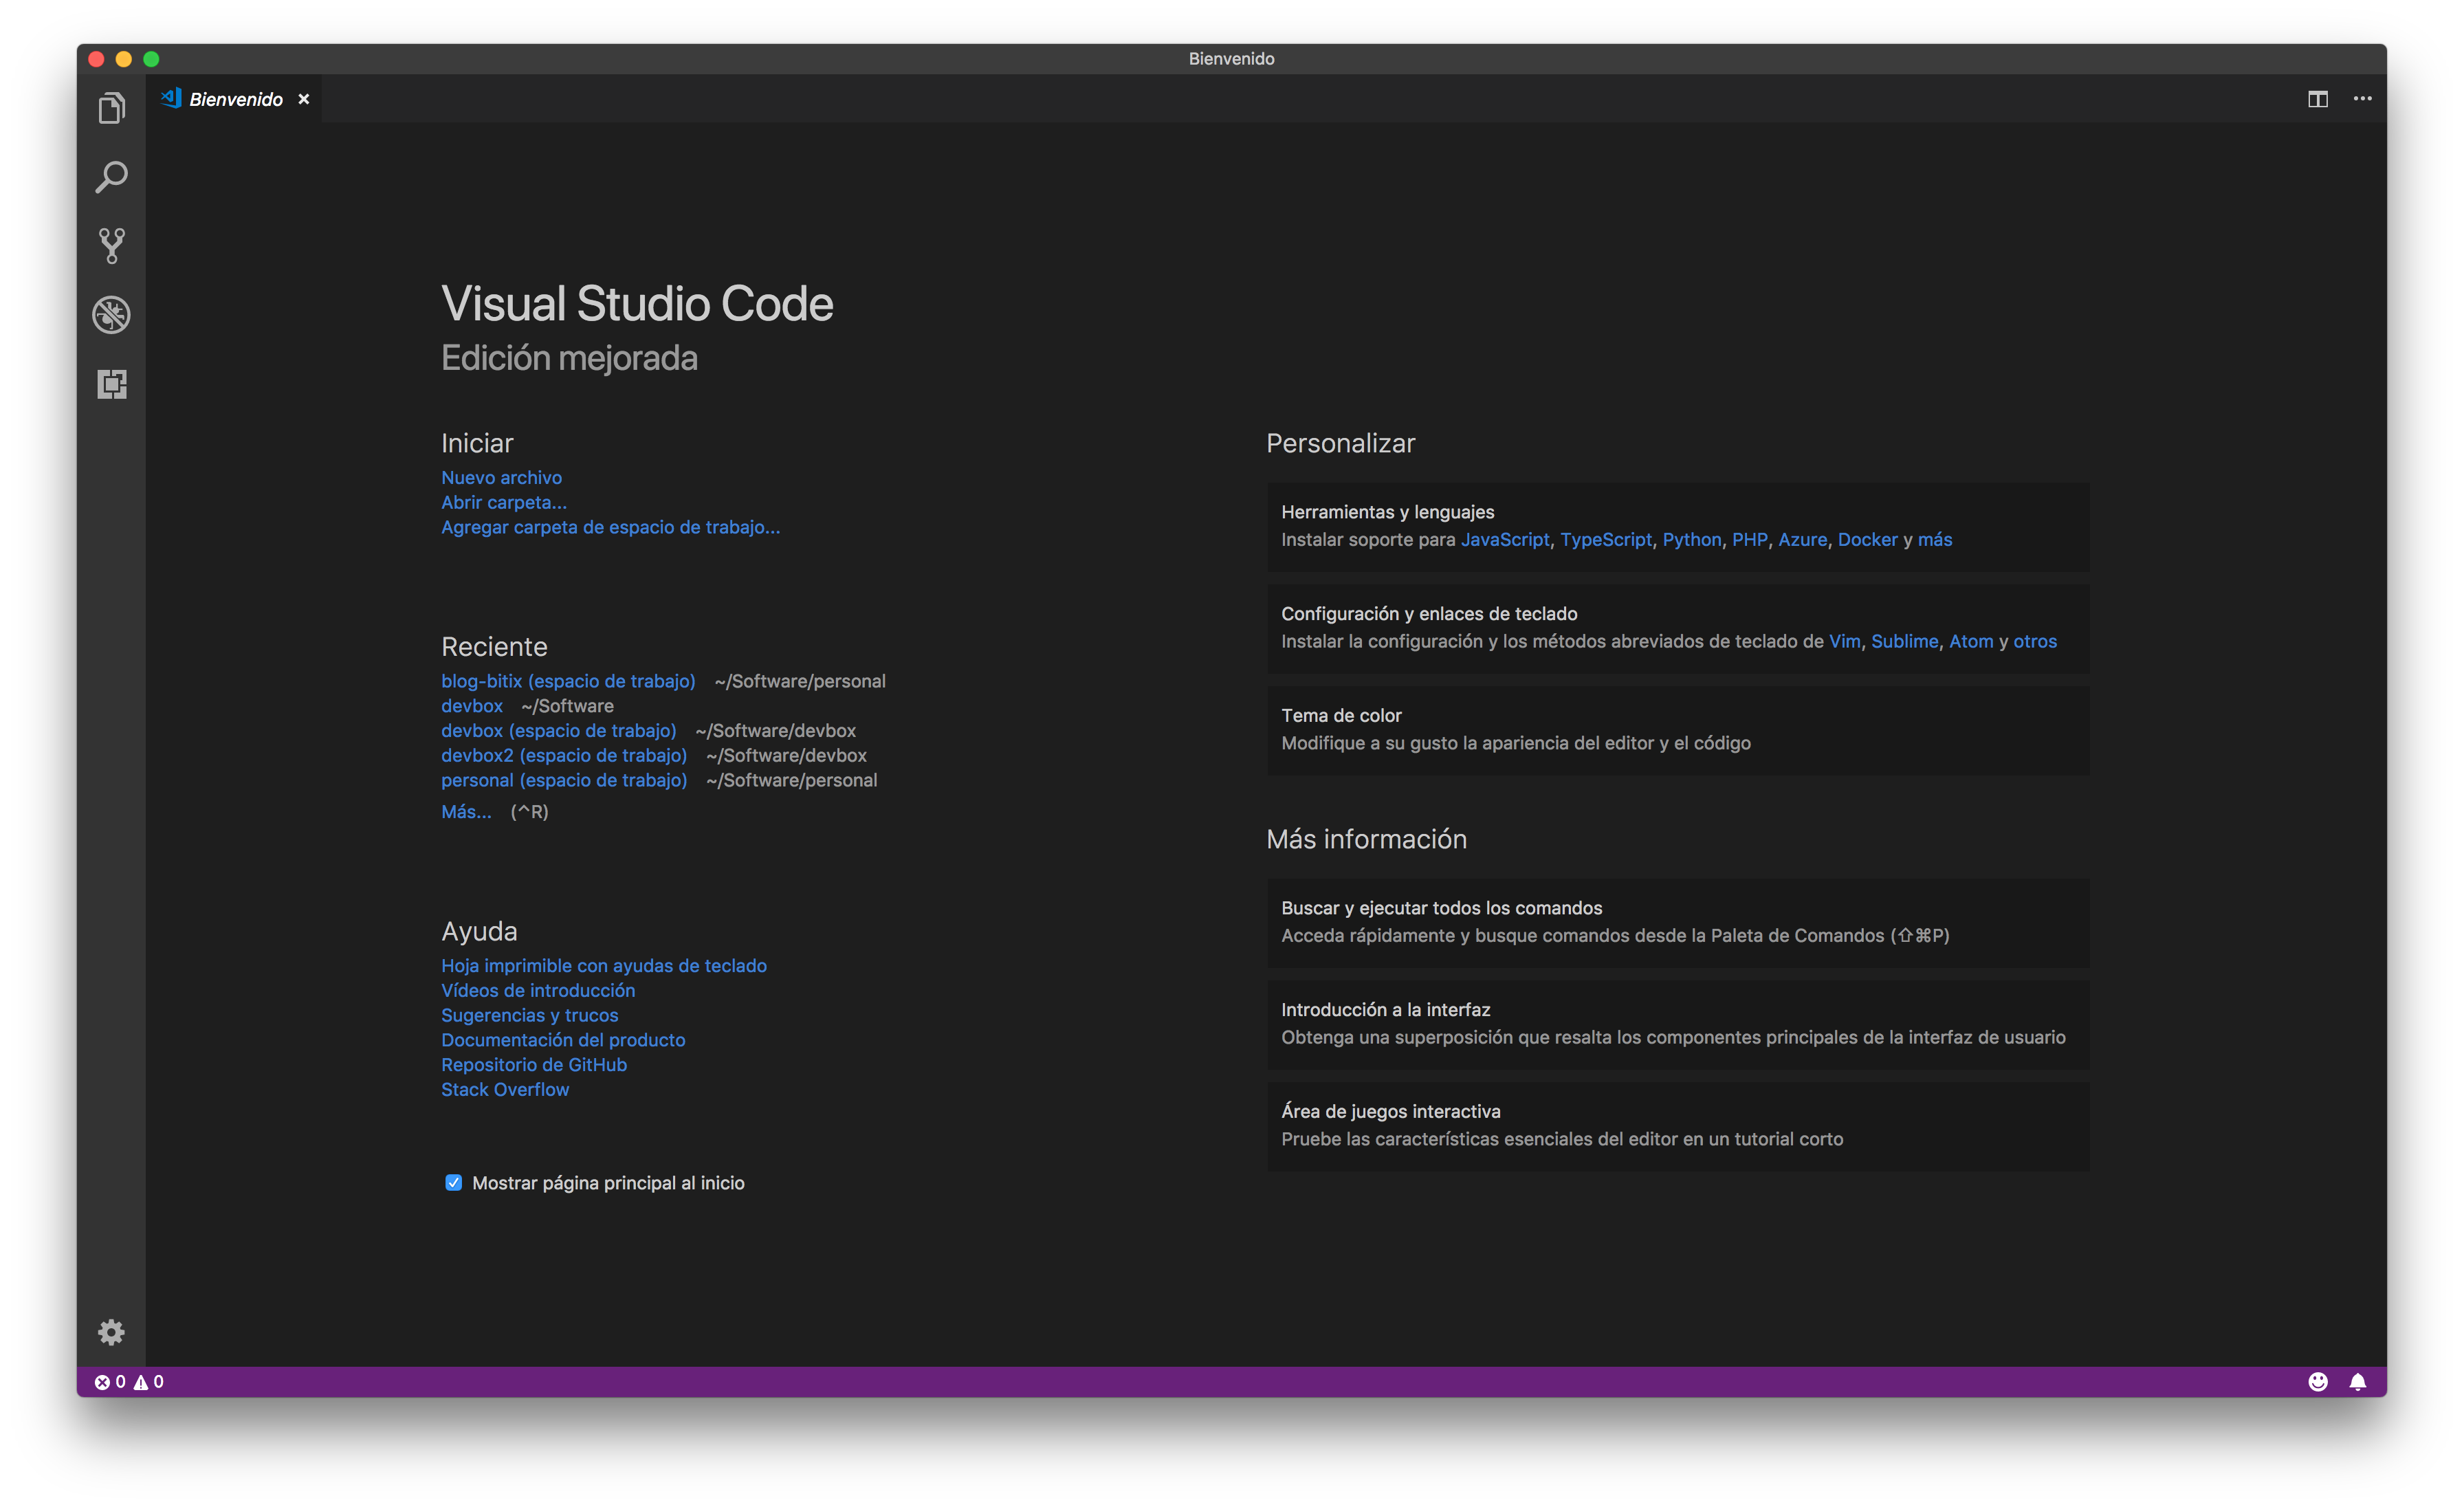 Bienvenido
Bienvenido
Visual Studio Code
Edición mejorada
Iniciar
Nuevo archivo
Abrir carpeta...
Agregar carpeta de espacio de trabajo...
Reciente
blog-bitix (espacio de trabajo) ~/Software/personal
devbox ~/Software
devbox (espacio de trabajo) ~/Software/devbox
devbox2 (espacio de trabajo) ~/Software/devbox
personal (espacio de trabajo) ~/Software/personal
Más... (^R)
Ayuda
Hoja imprimible con ayudas de teclado
Vídeos de introducción
Sugerencias y trucos
Documentación del producto
Repositorio de GitHub
Stack Overflow
Mostrar página principal al inicio
Personalizar
Herramientas y lenguajes
Instalar soporte para JavaScript, TypeScript, Python, PHP, Azure, Docker y más
Configuración y enlaces de teclado
Instalar la configuración y los métodos abreviados de teclado de Vim, Sublime, Atom y otros
Tema de color
Modifique a su gusto la apariencia del editor y el código
Más información
Buscar y ejecutar todos los comandos
Acceda rápidamente y busque comandos desde la Paleta de Comandos (⇧⌘P)
Introducción a la interfaz
Obtenga una superposición que resalta los componentes principales de la interfaz de usuario
Área de juegos interactiva
Pruebe las características esenciales del editor en un tutorial corto
0 0